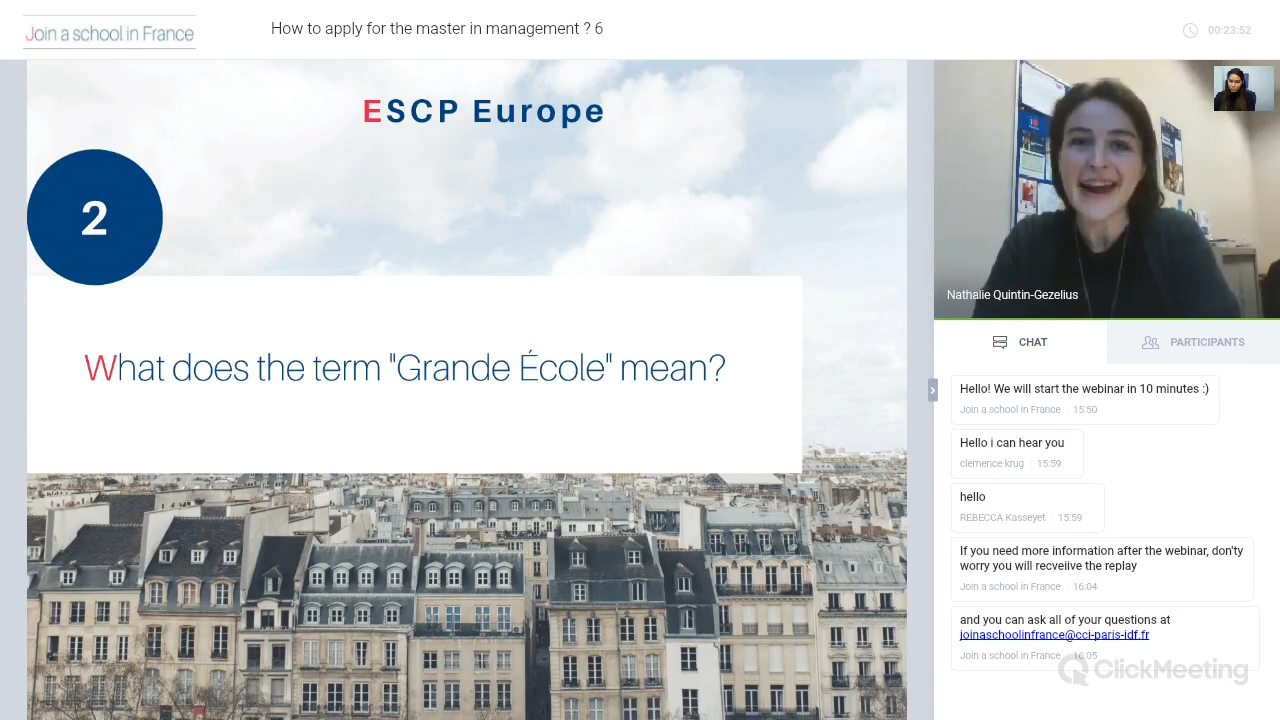 Join a school in France
How to apply for the master in management ? 6
00:23:52
ESCP Europe
2
What does the term "Grande École" mean?
Nathalie Quintin-Gezelius
CHAT
PARTICIPANTS
Hello! We will start the webinar in 10 minutes :)
Join a school in France 15:50
Hello i can hear you
clemence krug 15:59
hello
REBECCA Kasseyet 15:59
If you need more information after the webinar, don'ty
worry you will recveiive the replay
Join a school in France 16:04
and you can ask all of your questions at
joinaschoolinfrance@cci-paris-idf.fr
Join a school in France 16:05
ClickMeeting